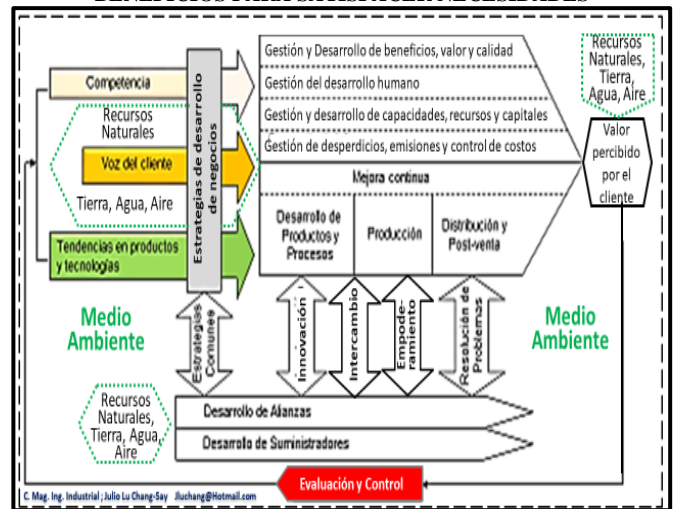 BENEFICIOS PARA SATISFACER NECESIDADES
Competencia
Recursos
Naturales
Voz del cliente
Tierra, Agua, Aire
Tendencias en productos
y tecnologías
Estrategias de desarrollo
de negocios
Gestión y Desarrollo de beneficios, valor y calidad
Gestión del desarrollo humano
Gestión y desarrollo de capacidades, recursos y capitales
Gestión de desperdicios, emisiones y control de costos
Mejora continua
Desarrollo de
Productos y
Procesos
Producción
Distribución y
Post-venta
Recursos
Naturales,
Tierra,
Agua, Aire
Valor
percibido
por el
cliente
Medio
Ambiente
Estrategias
Comunes
Innovación
Intercambio
Empode-
ramiento
Resolución de
Problemas
Medio
Ambiente
Recursos
Naturales,
Tierra, Agua,
Aire
Desarrollo de Alianzas
Desarrollo de Suministradores
Evaluación y Control
C. Mag. Ing. Industrial ; Julio Lu Chang-Say Jluchang@Hotmail.com